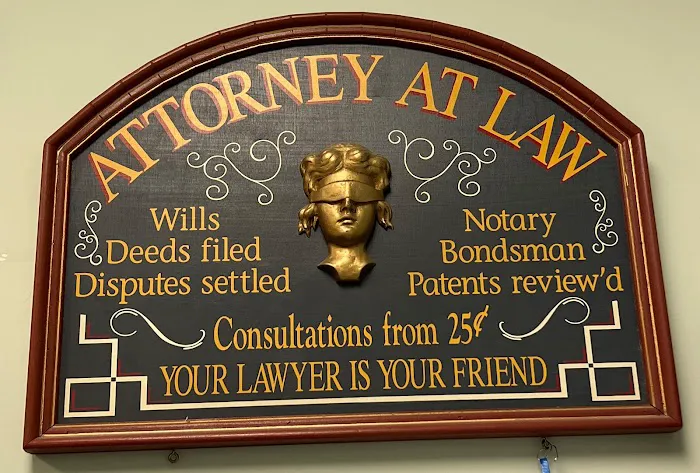 ATTORNEY AT LAW
Wills
Deeds filed
Disputes settled
Notary
Bondsman
Patents review'd
Consultations from 25¢
YOUR LAWYER IS YOUR FRIEND